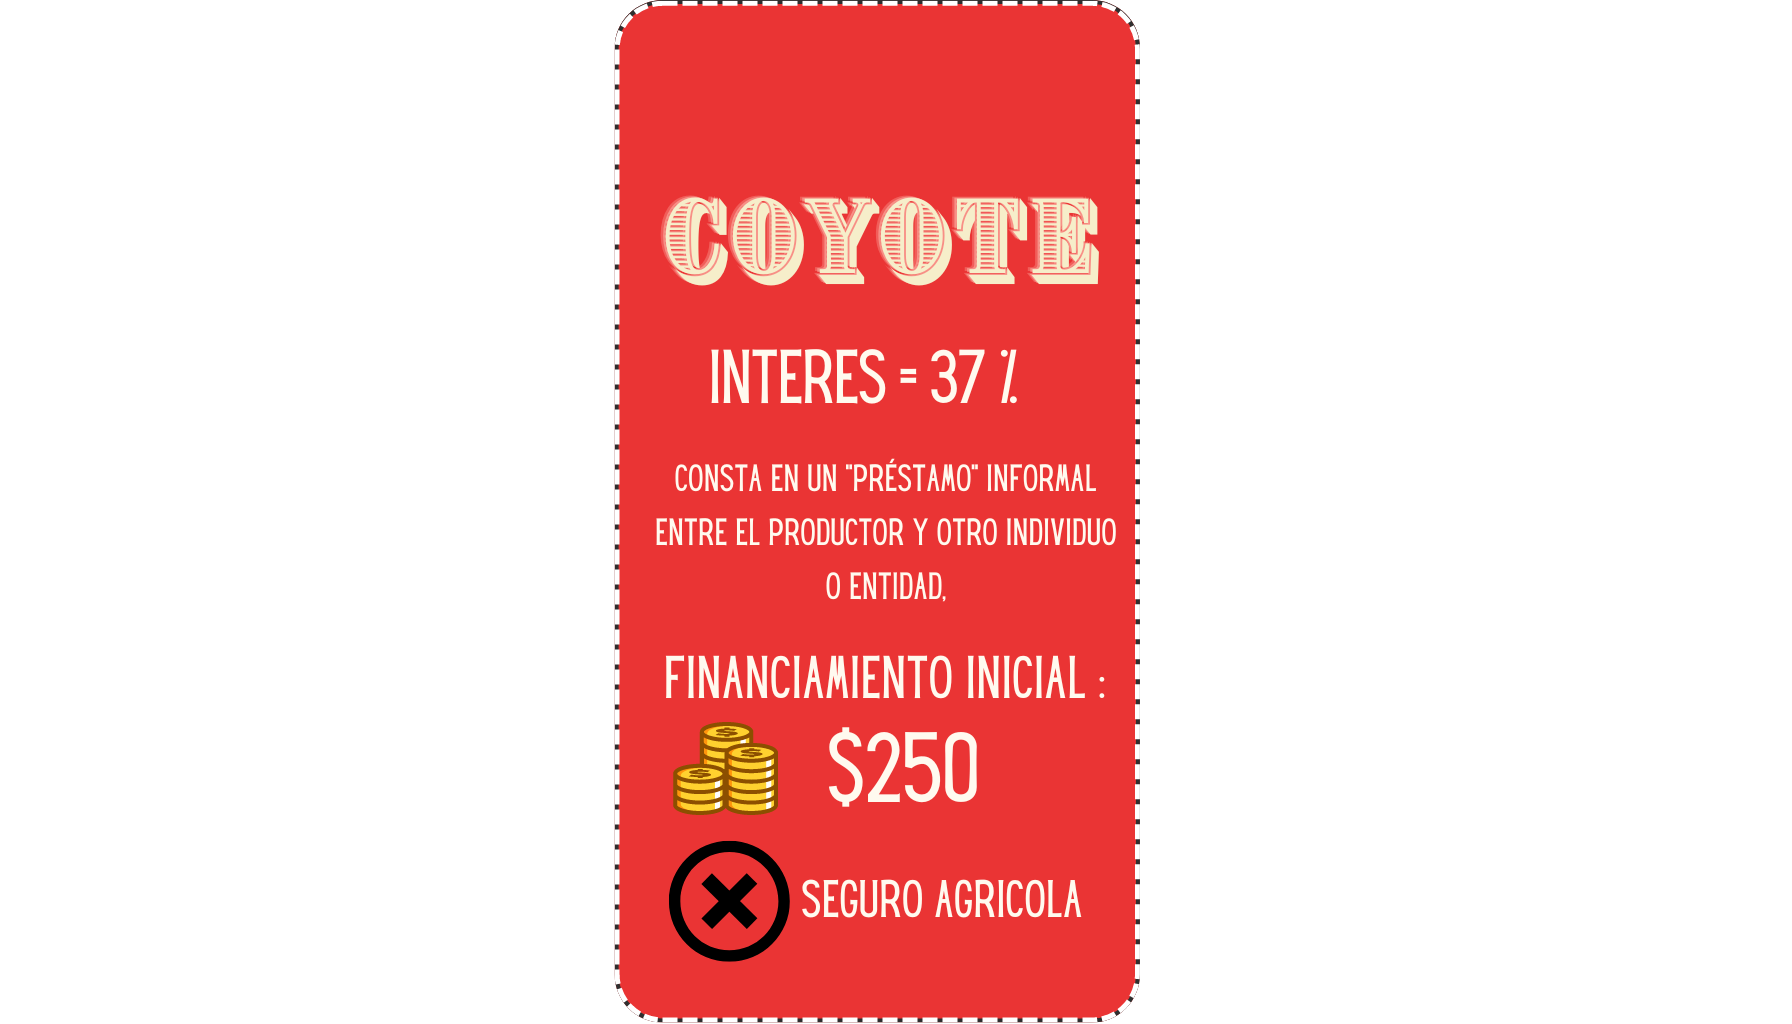 COYOTE
INTERES = 37 %
CONSTA EN UN "PRÉSTAMO" INFORMAL
ENTRE EL PRODUCTOR Y OTRO INDIVIDUO
O ENTIDAD,
FINANCIAMIENTO INICIAL :
$250
SEGURO AGRICOLA